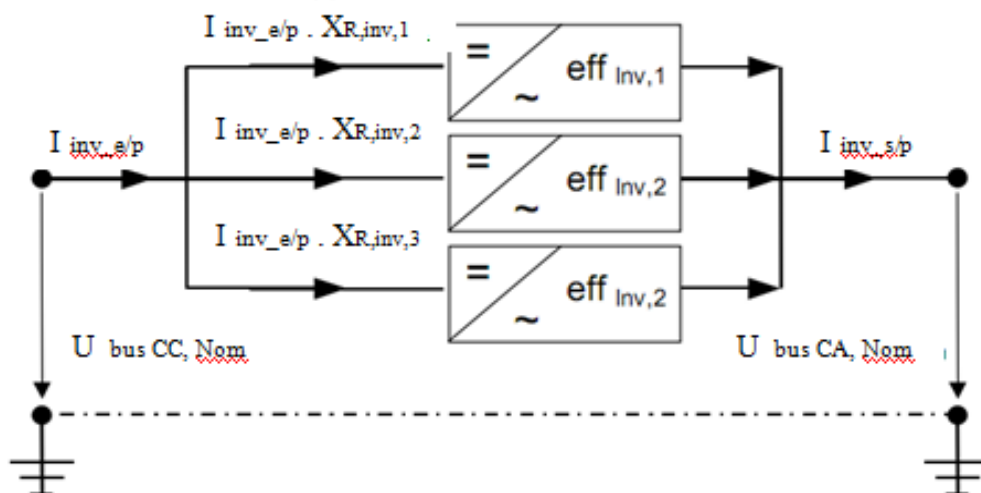 I inv_e/p . XR,inv,1
= ~ eff Inv,1
I inv_e/p
I inv_e/p . XR,inv,2
= ~ eff Inv,2
I inv_s/p
I inv_e/p . XR,inv,3
= ~ eff Inv,2
U bus CC, Nom
U bus CA, Nom